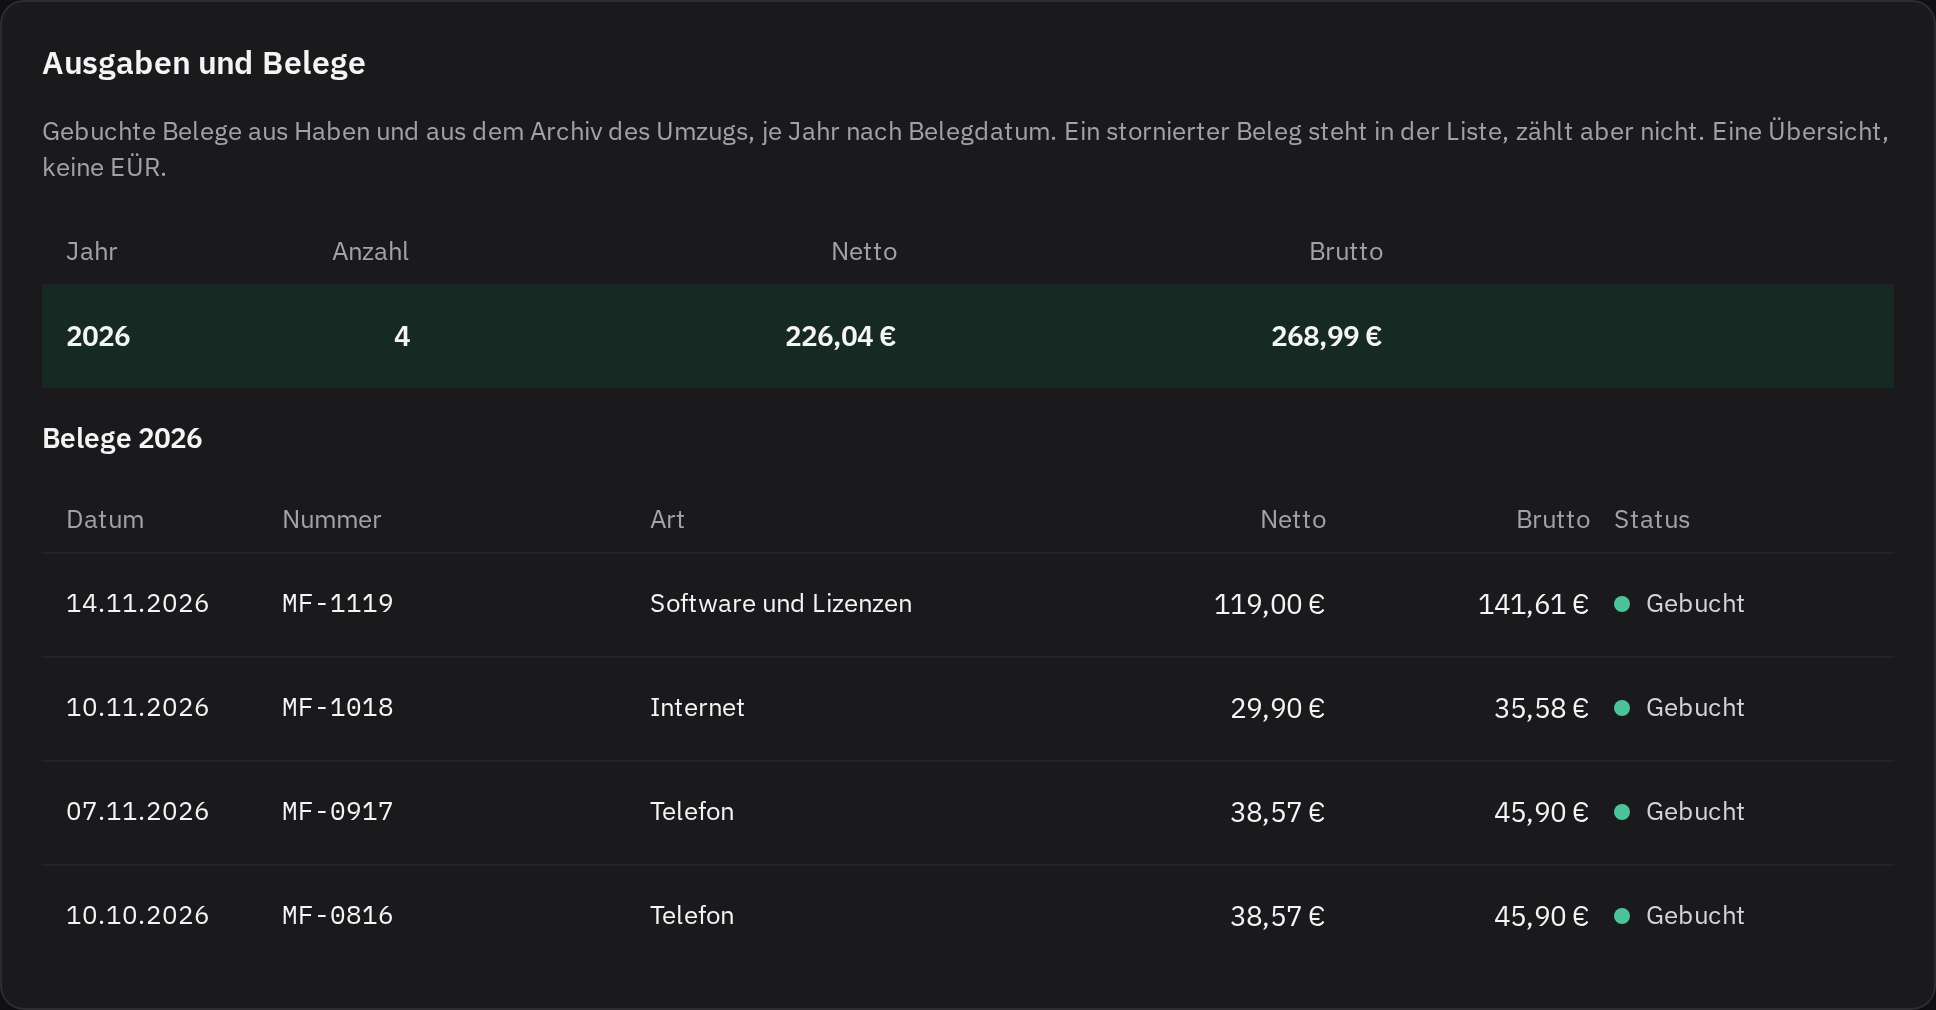 Ausgaben und Belege
Gebuchte Belege aus Haben und aus dem Archiv des Umzugs, je Jahr nach Belegdatum. Ein stornierter Beleg steht in der Liste, zählt aber nicht. Eine Übersicht,
keine EÜR.
Jahr Anzahl Netto Brutto
2026 4 226,04 € 268,99 €
Belege 2026
Datum Nummer Art Netto Brutto Status
14.11.2026 MF-1119 Software und Lizenzen 119,00 € 141,61 € Gebucht
10.11.2026 MF-1018 Internet 29,90 € 35,58 € Gebucht
07.11.2026 MF-0917 Telefon 38,57 € 45,90 € Gebucht
10.10.2026 MF-0816 Telefon 38,57 € 45,90 € Gebucht